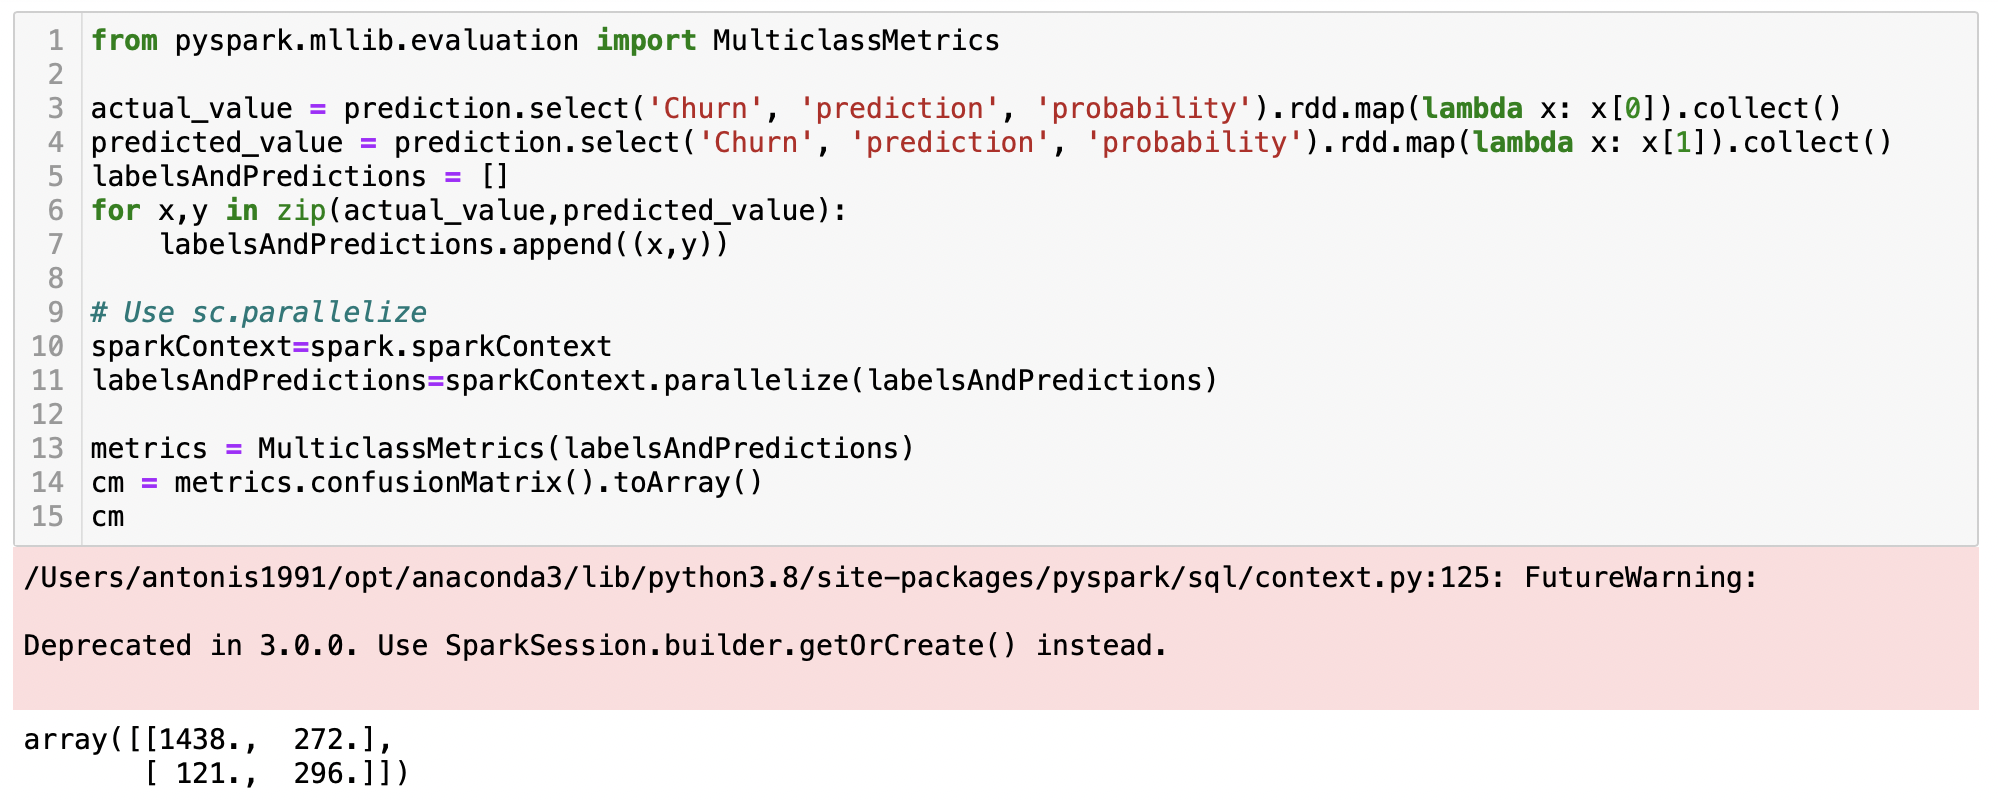 1 from pyspark.mllib.evaluation import MulticlassMetrics
2
3 actual_value = prediction.select('Churn', 'prediction', 'probability').rdd.map(lambda x: x[0]).collect()
4 predicted_value = prediction.select('Churn', 'prediction', 'probability').rdd.map(lambda x: x[1]).collect()
5 labelsAndPredictions = []
6 for x,y in zip(actual_value,predicted_value):
7     labelsAndPredictions.append((x,y))
8
9 # Use sc.parallelize
10 sparkContext=spark.sparkContext
11 labelsAndPredictions=sparkContext.parallelize(labelsAndPredictions)
12
13 metrics = MulticlassMetrics(labelsAndPredictions)
14 cm = metrics.confusionMatrix().toArray()
15 cm
/Users/antonis1991/opt/anaconda3/lib/python3.8/site-packages/pyspark/sql/context.py:125: FutureWarning:
Deprecated in 3.0.0. Use SparkSession.builder.getOrCreate() instead.
array([[1438.,  272.],
       [ 121.,  296.]])